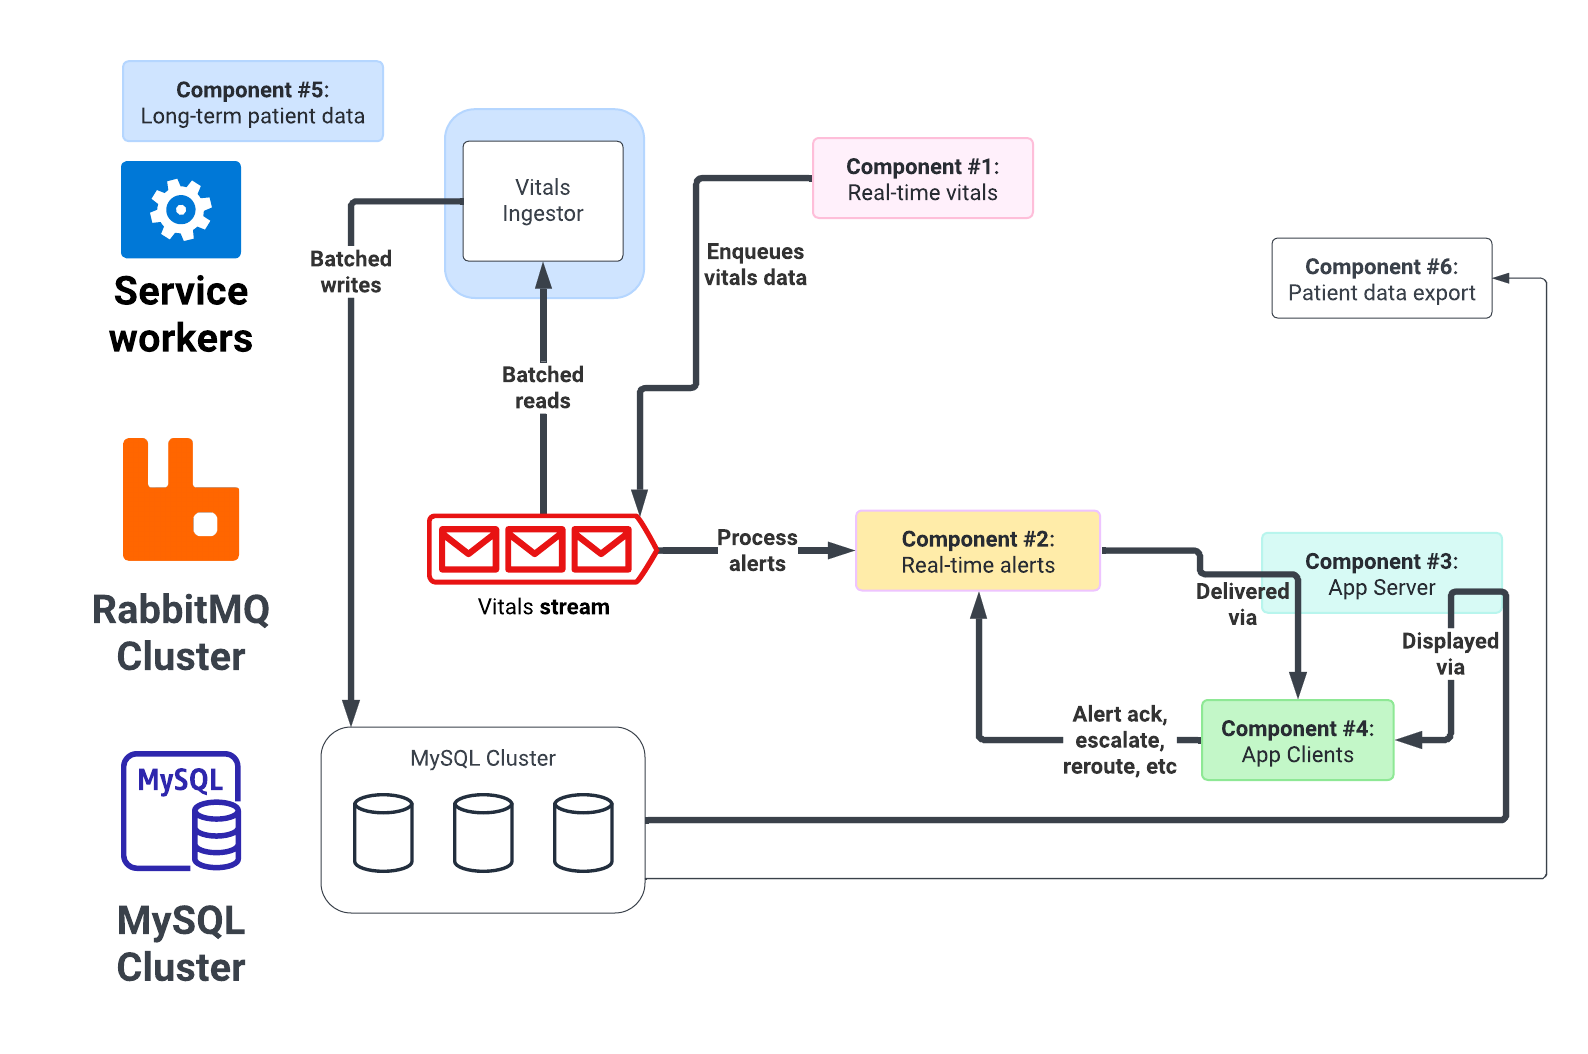 Component #5:
Long-term patient data
Service
workers
RabbitMQ
Cluster
MySQL
MySQL
Cluster
Vitals
Ingestor
Batched
writes
Batched
reads
Component #1:
Real-time vitals
Enqueues
vitals data
Component #6:
Patient data export
Vitals stream
Process
alerts
Component #2:
Real-time alerts
Component #3:
App Server
Delivered
via
Displayed
via
Alert ack,
escalate,
reroute, etc
Component #4:
App Clients
MySQL Cluster